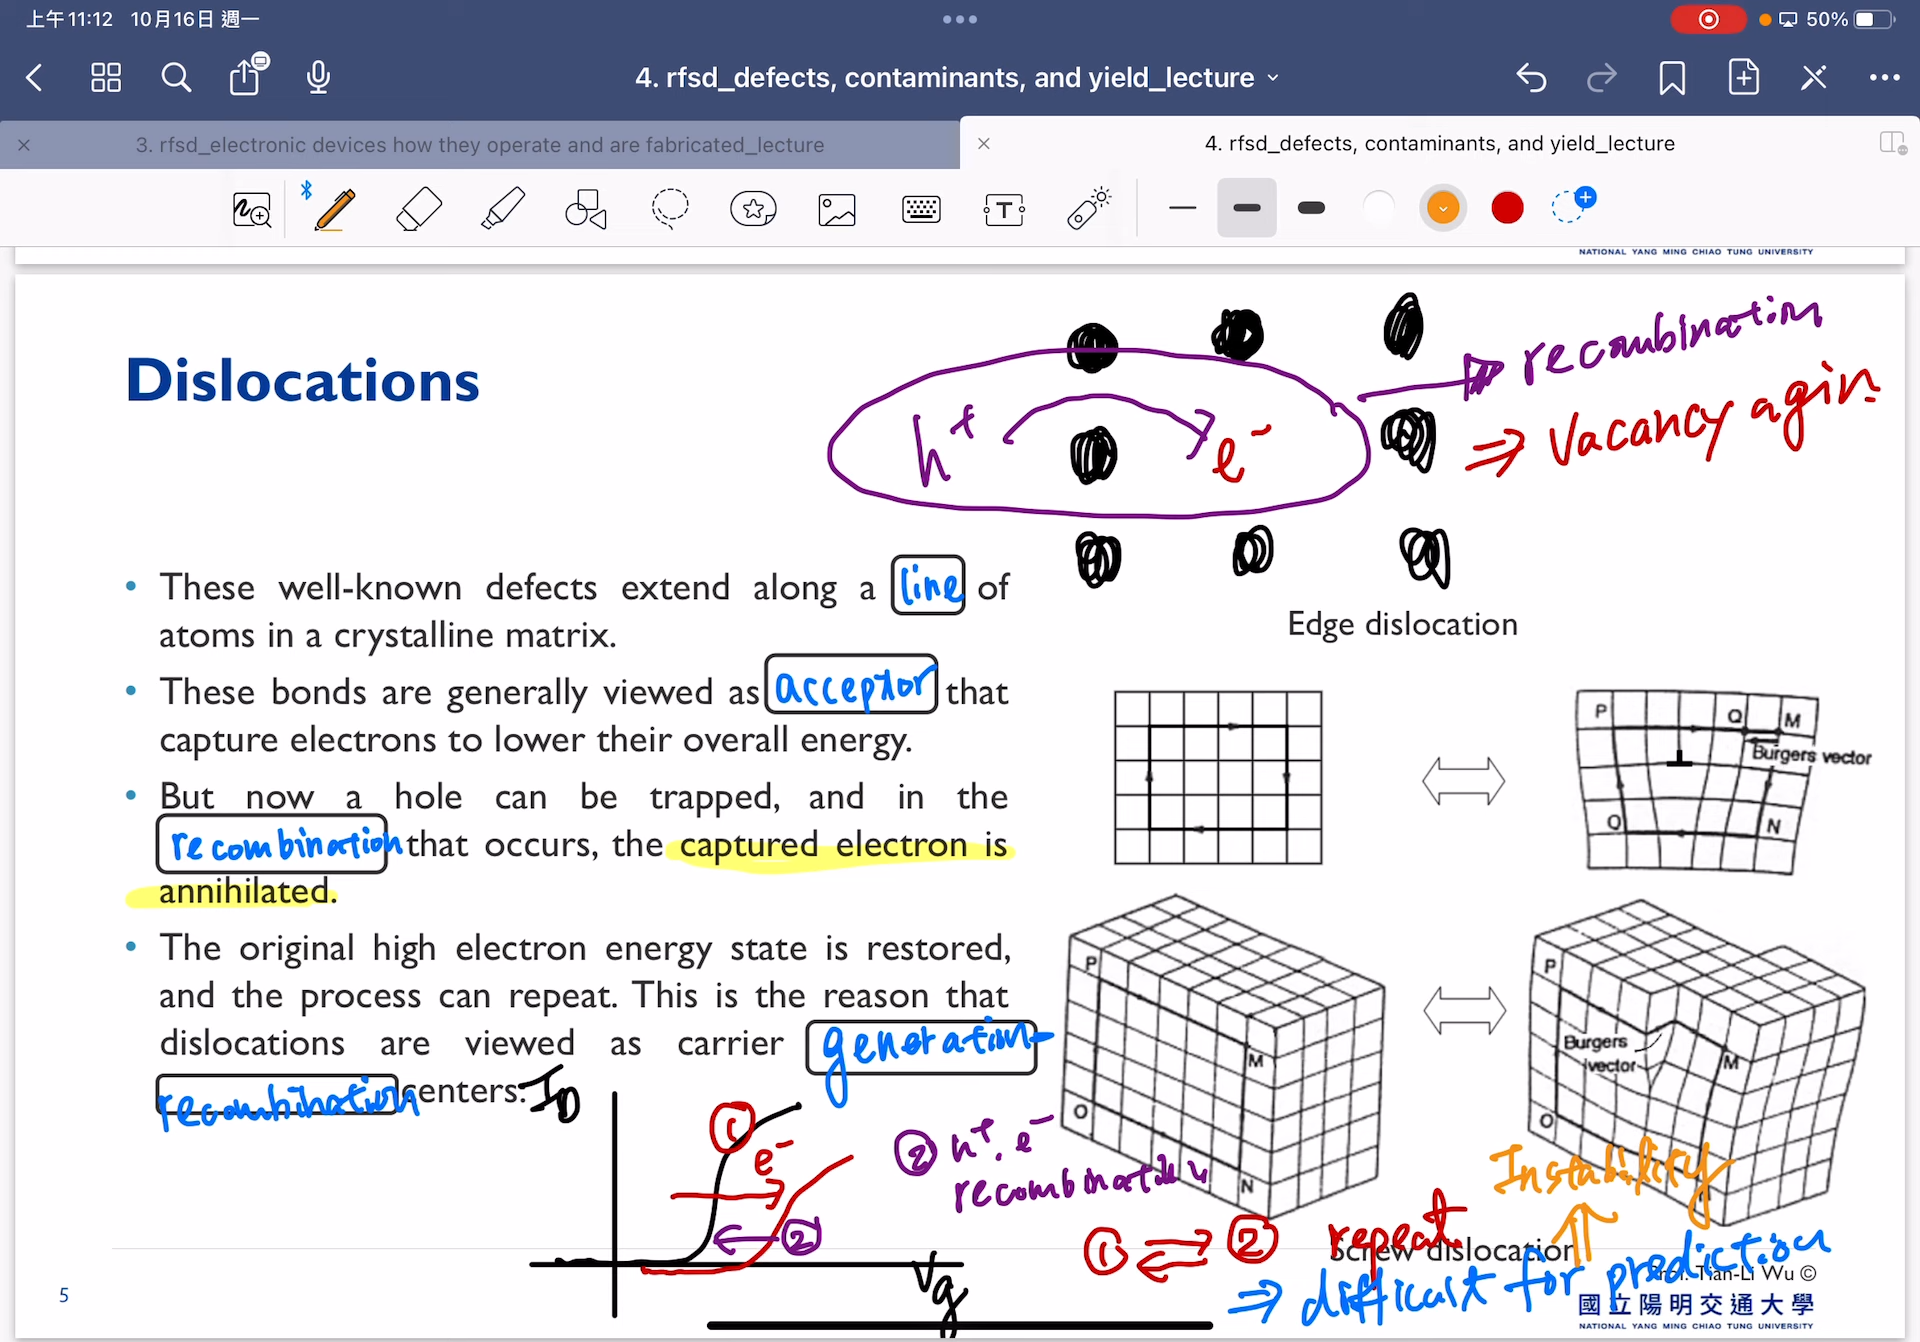 上午11:12 10月16日 週一
50%
4. rfsd_defects, contaminants, and yield_lecture
3. rfsd_electronic devices how they operate and are fabricated_lecture
4. rfsd_defects, contaminants, and yield_lecture
T
NATIONAL YANG MING CHIAO TUNG UNIVERSITY
Dislocations
h+ e-
recombination
⇒ Vacancy agin
These well-known defects extend along a line of
atoms in a crystalline matrix.
These bonds are generally viewed as acceptor that
capture electrons to lower their overall energy.
But now a hole can be trapped, and in the
recombination that occurs, the captured electron is
annihilated.
The original high electron energy state is restored,
and the process can repeat. This is the reason that
dislocations are viewed as carrier generation-
recombination centers.
Edge dislocation
P Q M
Burgers vector
O N
P
M
O
N
P
Burgers
vector
M
O
ID
① e-
②
Vg
② h+, e-
recombination
① ⇄ ② repeat
Instability
⇒ difficult for prediction
Screw dislocation
Prof. Tian-Li Wu ©
5
國立陽明交通大學
NATIONAL YANG MING CHIAO TUNG UNIVERSITY